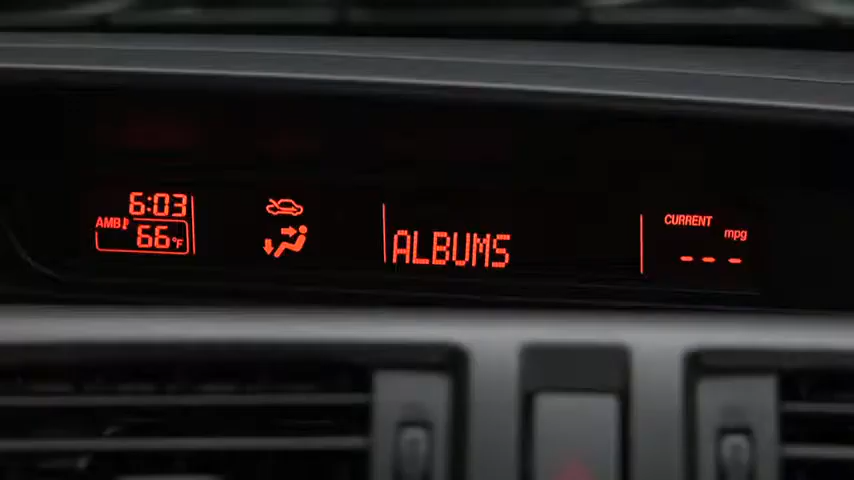 6:03
AMB 66°F
ALBUMS
CURRENT
mpg
---